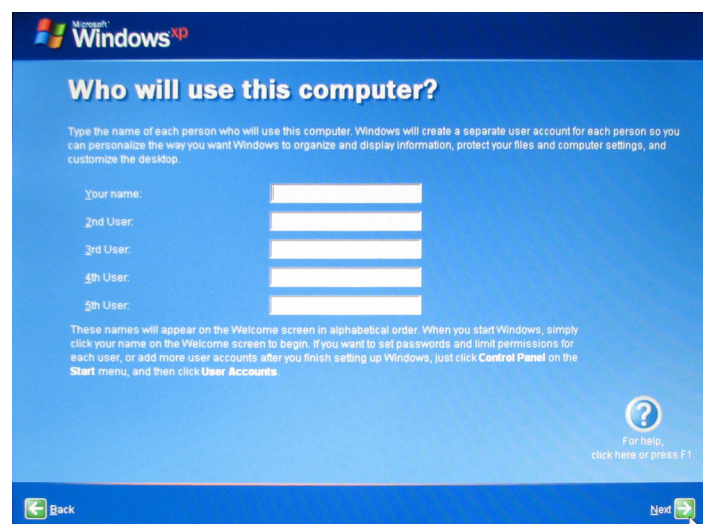 Microsoft®
Windows xp
Who will use this computer?
Type the name of each person who will use this computer. Windows will create a separate user account for each person so you
can personalize the way you want Windows to organize and display information, protect your files and computer settings, and
customize the desktop.
Your name:
2nd User:
3rd User:
4th User:
5th User:
These names will appear on the Welcome screen in alphabetical order. When you start Windows, simply
click your name on the Welcome screen to begin. If you want to set passwords and limit permissions for
each user, or add more user accounts after you finish setting up Windows, just click Control Panel on the
Start menu, and then click User Accounts.
For help,
click here or press F1.
Back
Next